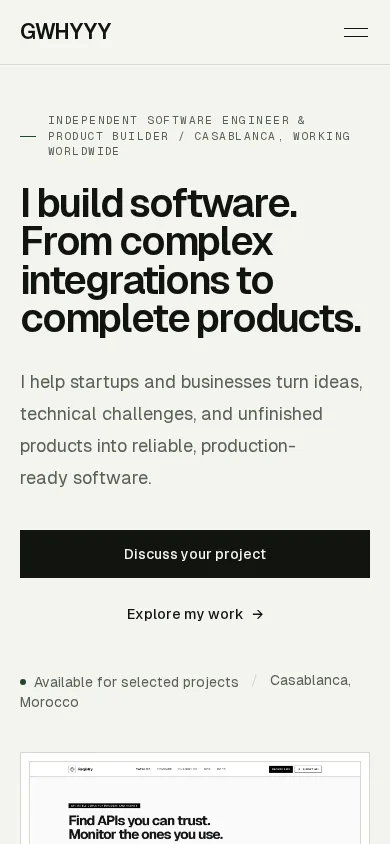 GWHYYY
INDEPENDENT SOFTWARE ENGINEER &
PRODUCT BUILDER / CASABLANCA, WORKING
WORLDWIDE
I build software.
From complex
integrations to
complete products.
I help startups and businesses turn ideas,
technical challenges, and unfinished
products into reliable, production-
ready software.
Discuss your project
Explore my work →
Available for selected projects / Casablanca,
Morocco
Registry
Find APIs you can trust.
Monitor the ones you use.